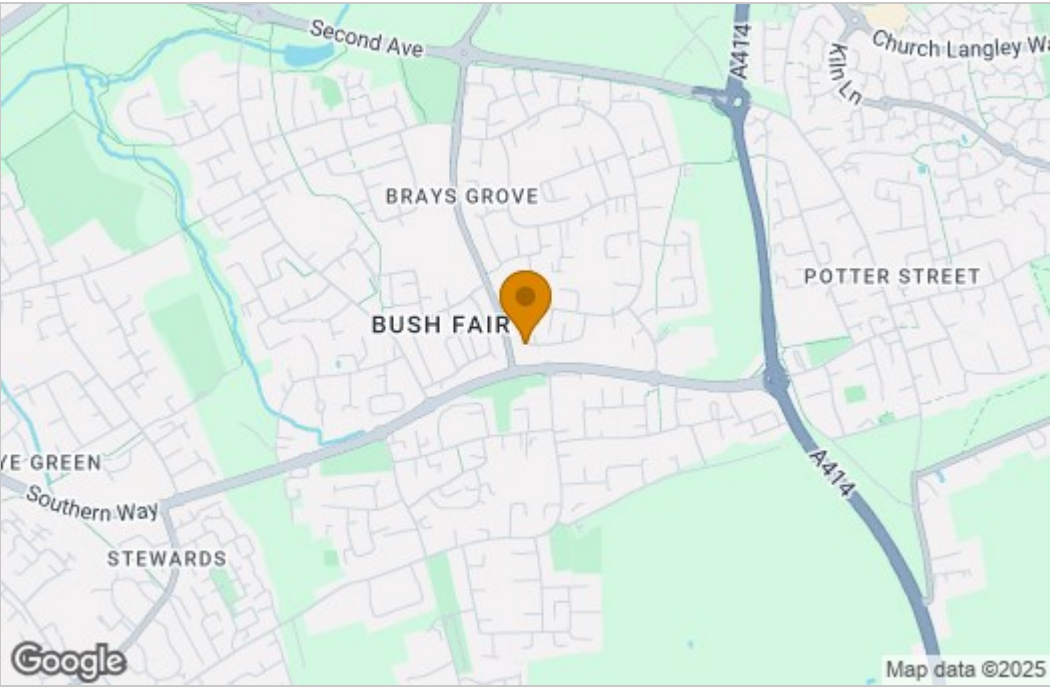 Second Ave
A414
Church Langley Wa
Kiln Ln
BRAYS GROVE
POTTER STREET
BUSH FAIR
YE GREEN
Southern Way
A414
STEWARDS
Google
Map data ©2025